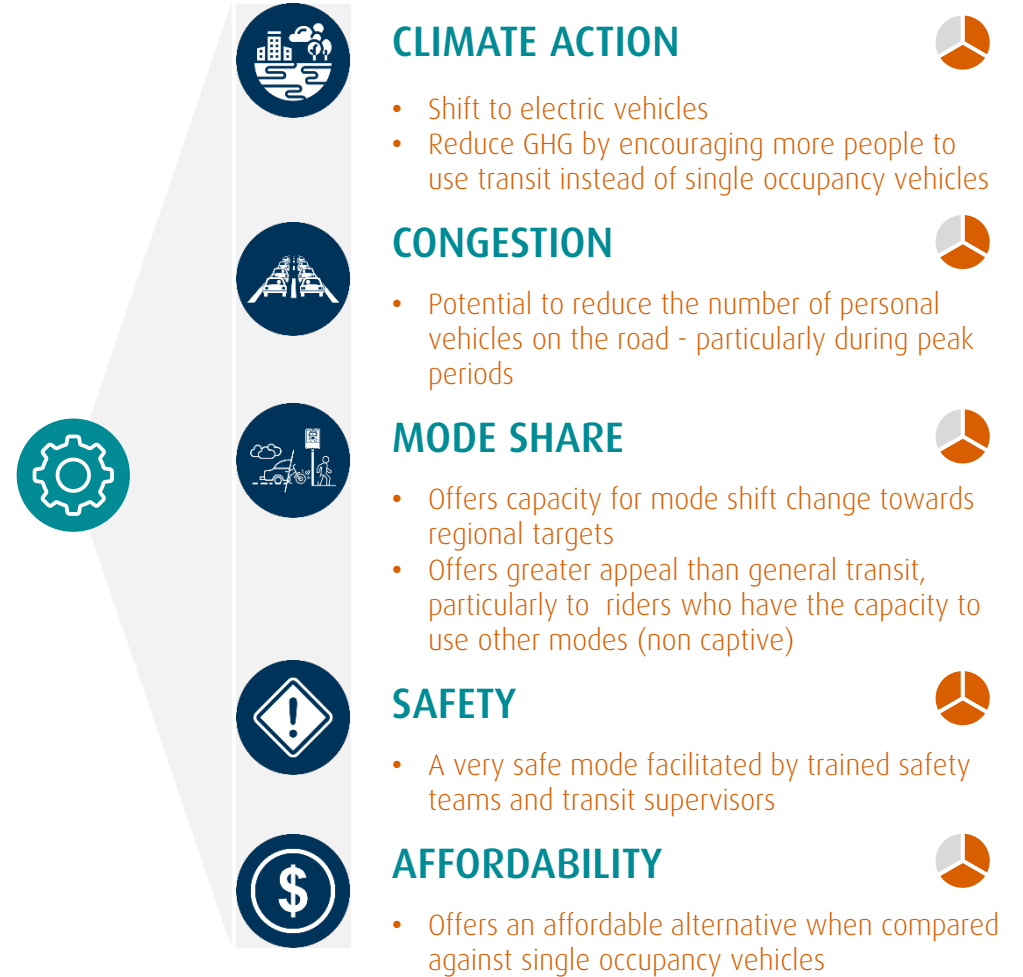 CLIMATE ACTION
• Shift to electric vehicles
• Reduce GHG by encouraging more people to
use transit instead of single occupancy vehicles
CONGESTION
• Potential to reduce the number of personal
vehicles on the road - particularly during peak
periods
MODE SHARE
• Offers capacity for mode shift change towards
regional targets
• Offers greater appeal than general transit,
particularly to  riders who have the capacity to
use other modes (non captive)
SAFETY
• A very safe mode facilitated by trained safety
teams and transit supervisors
$
AFFORDABILITY
• Offers an affordable alternative when compared
against single occupancy vehicles